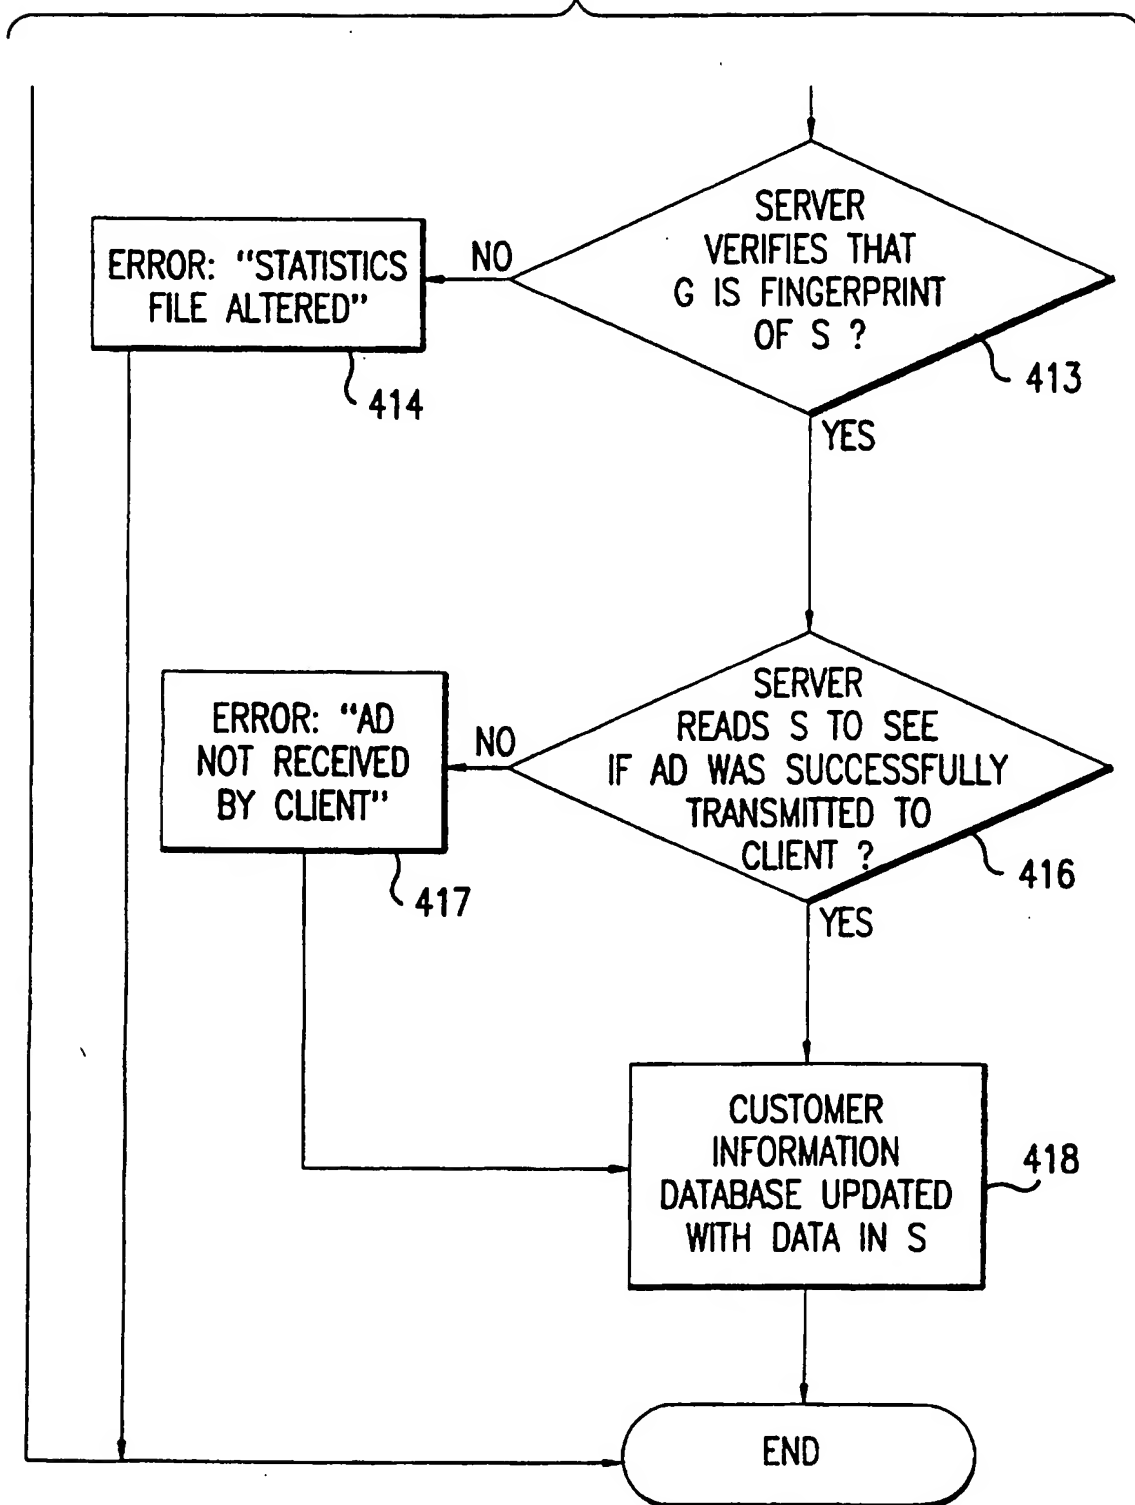 SERVER
VERIFIES THAT
G IS FINGERPRINT
OF S ?
413
NO
ERROR: "STATISTICS
FILE ALTERED"
414
YES
SERVER
READS S TO SEE
IF AD WAS SUCCESSFULLY
TRANSMITTED TO
CLIENT ?
416
NO
ERROR: "AD
NOT RECEIVED
BY CLIENT"
417
YES
CUSTOMER
INFORMATION
DATABASE UPDATED
WITH DATA IN S
418
END